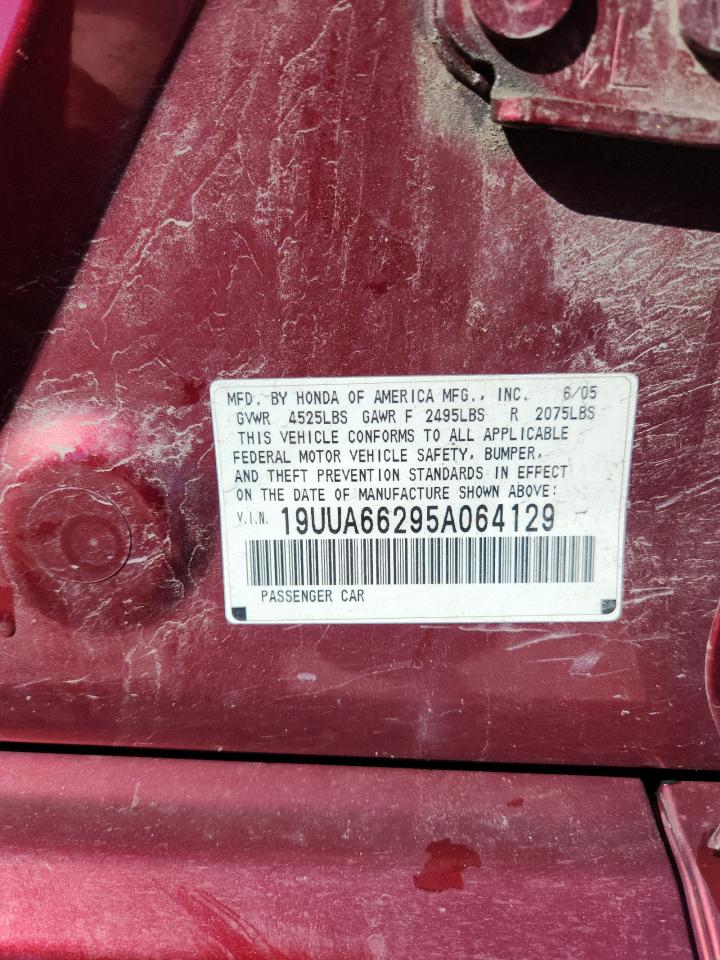 MFD. BY HONDA OF AMERICA MFG., INC. 6/05
GVWR 4525LBS GAWR F 2495LBS R 2075LBS
THIS VEHICLE CONFORMS TO ALL APPLICABLE
FEDERAL MOTOR VEHICLE SAFETY, BUMPER,
AND THEFT PREVENTION STANDARDS IN EFFECT
ON THE DATE OF MANUFACTURE SHOWN ABOVE:
V.I.N. 19UUA66295A064129
PASSENGER CAR